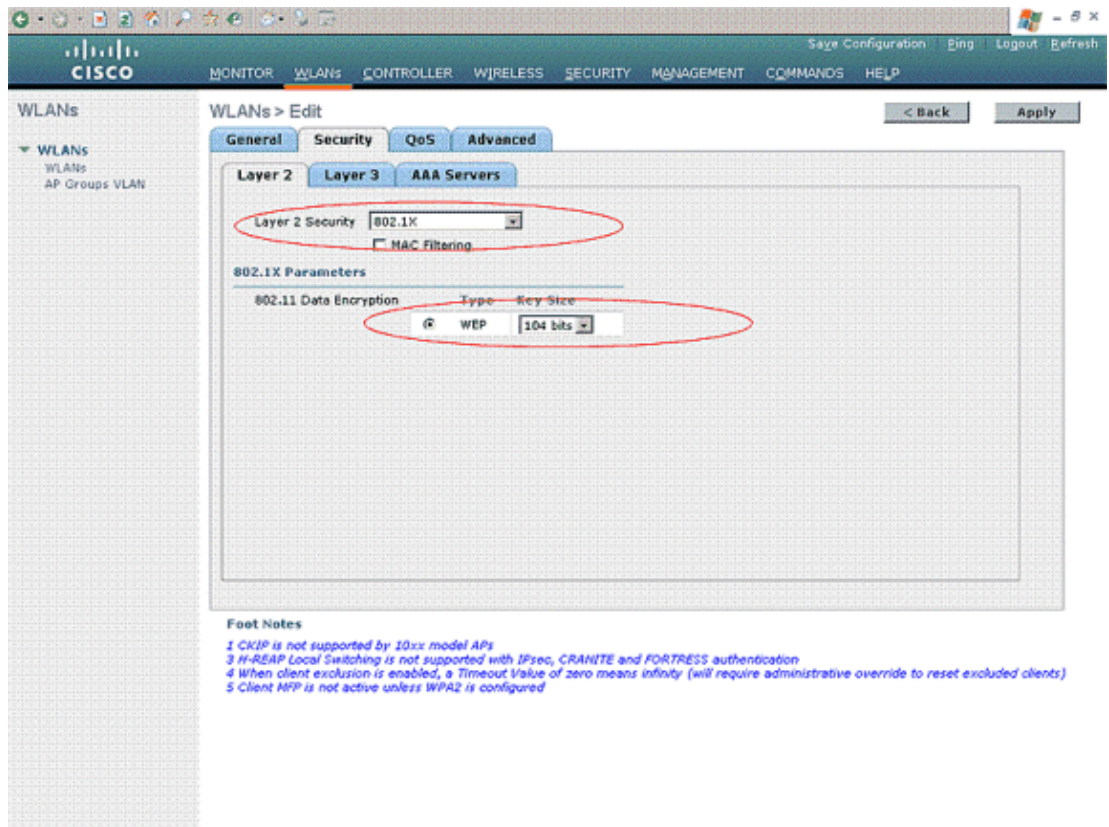 Save Configuration Ping Logout Refresh
CISCO
MONITOR WLANs CONTROLLER WIRELESS SECURITY MANAGEMENT COMMANDS HELP
WLANs
WLANs
WLANs
AP Groups VLAN
WLANs > Edit
< Back Apply
General Security QoS Advanced
Layer 2 Layer 3 AAA Servers
Layer 2 Security 802.1X
MAC Filtering
802.1X Parameters
802.11 Data Encryption Type Key Size
WEP 104 bits
Foot Notes
1 CKIP is not supported by 10xx model APs
3 H-REAP Local Switching is not supported with IPsec, CRANITE and FORTRESS authentication
4 When client exclusion is enabled, a Timeout Value of zero means infinity (will require administrative override to reset excluded clients)
5 Client MFP is not active unless WPA2 is configured